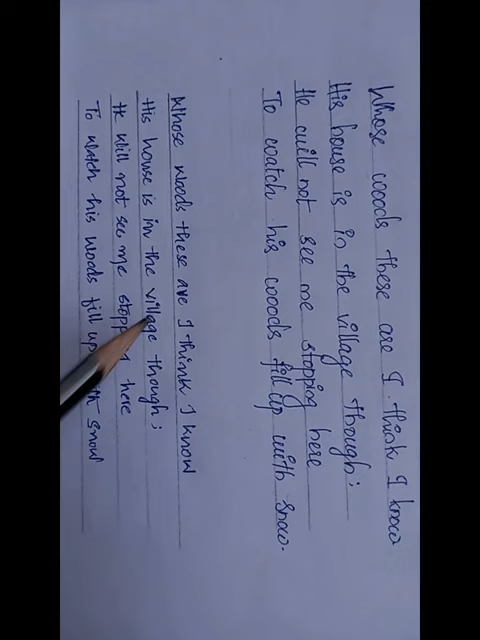 Whose woods these are I think I know
His house is in the village though;
He will not see me stopping here
To watch his woods fill up with snow.
Whose woods these are I think I know
His house is in the village though;
He will not see me here
To watch his woods fill up snow